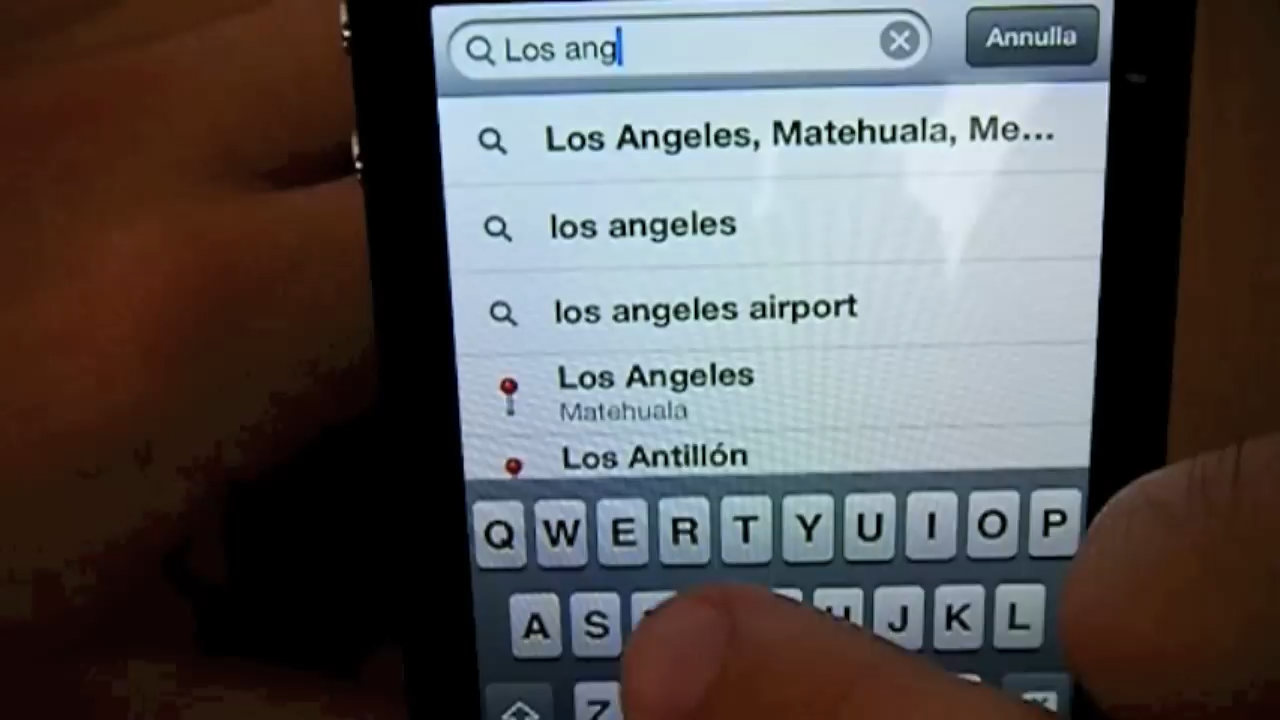 Los ang
Annulla
Los Angeles, Matehuala, Me...
los angeles
los angeles airport
Los Angeles
Matehuala
Los Antillón
Q W E R T Y U I O P
A S H J K L
Z